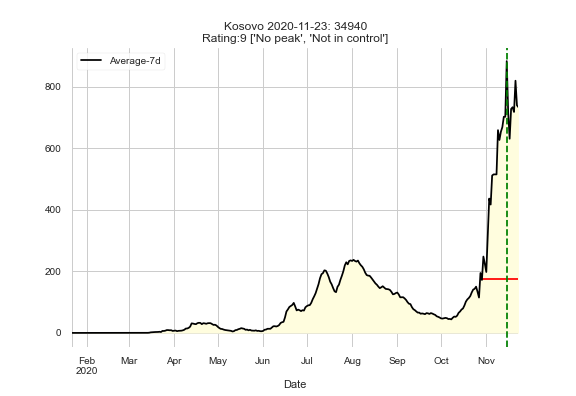 Kosovo 2020-11-23: 34940
Rating:9 ['No peak', 'Not in control']
Average-7d
800
600
400
200
0
Feb Mar Apr May Jun Jul Aug Sep Oct Nov
2020
Date